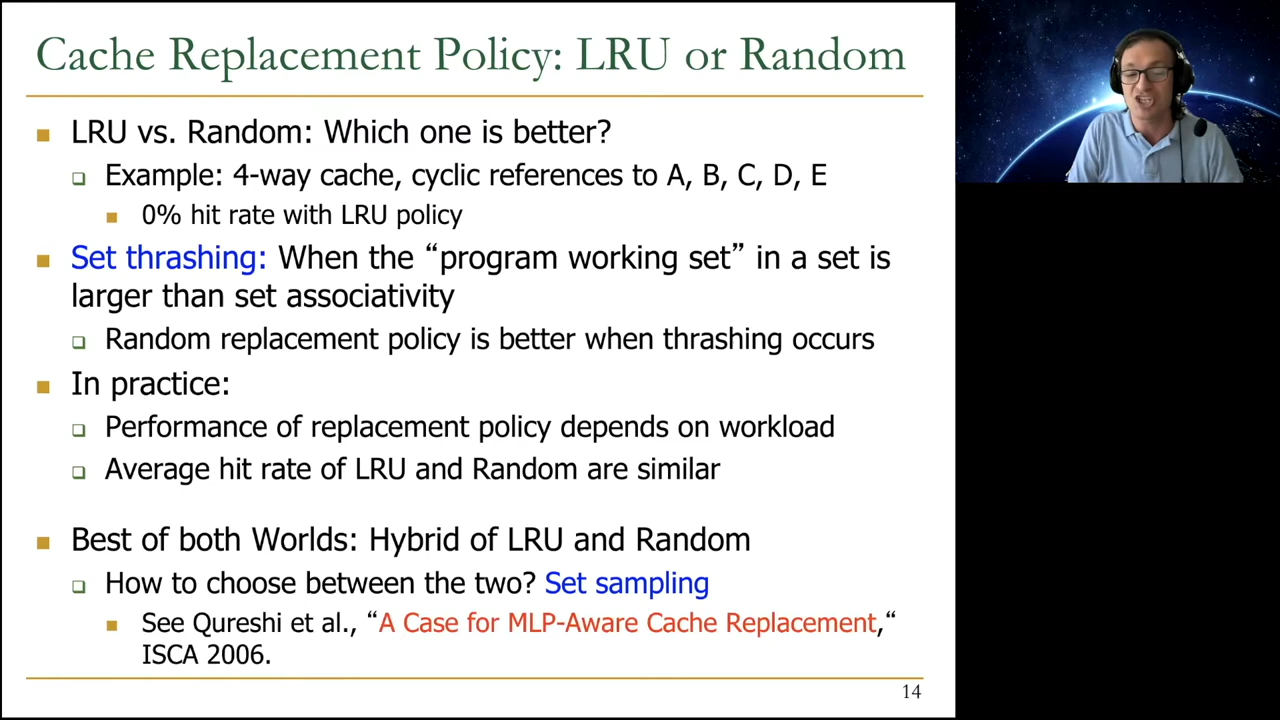 Cache Replacement Policy: LRU or Random
LRU vs. Random: Which one is better?
Example: 4-way cache, cyclic references to A, B, C, D, E
0% hit rate with LRU policy
Set thrashing: When the “program working set” in a set is
larger than set associativity
Random replacement policy is better when thrashing occurs
In practice:
Performance of replacement policy depends on workload
Average hit rate of LRU and Random are similar
Best of both Worlds: Hybrid of LRU and Random
How to choose between the two? Set sampling
See Qureshi et al., “A Case for MLP-Aware Cache Replacement,“
ISCA 2006.
14